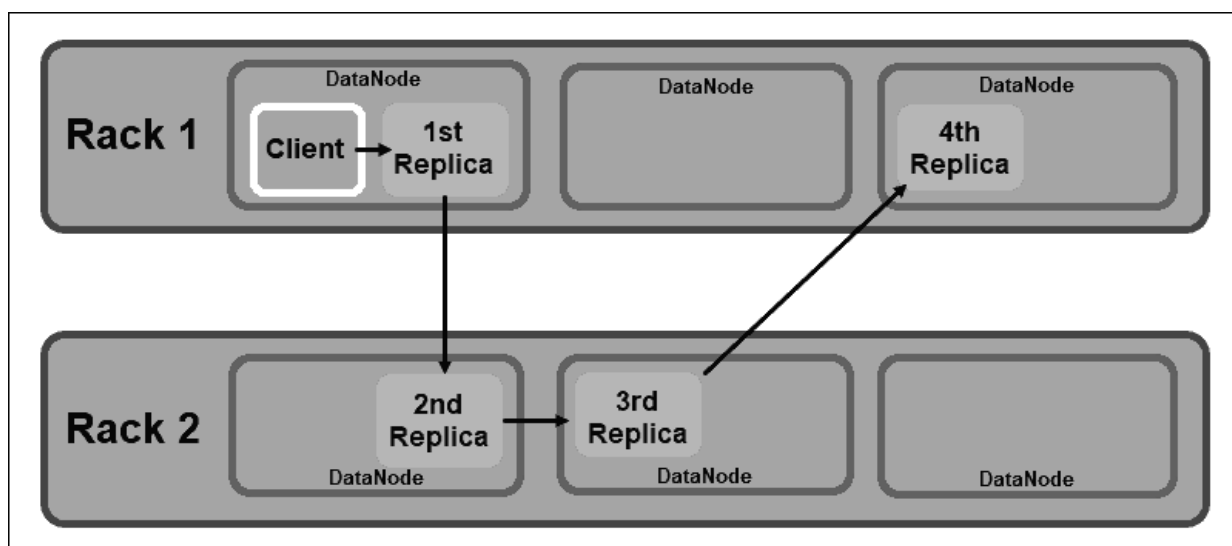 DataNode
DataNode
DataNode
Rack 1
Client
1st
Replica
4th
Replica
Rack 2
2nd
Replica
3rd
Replica
DataNode
DataNode
DataNode